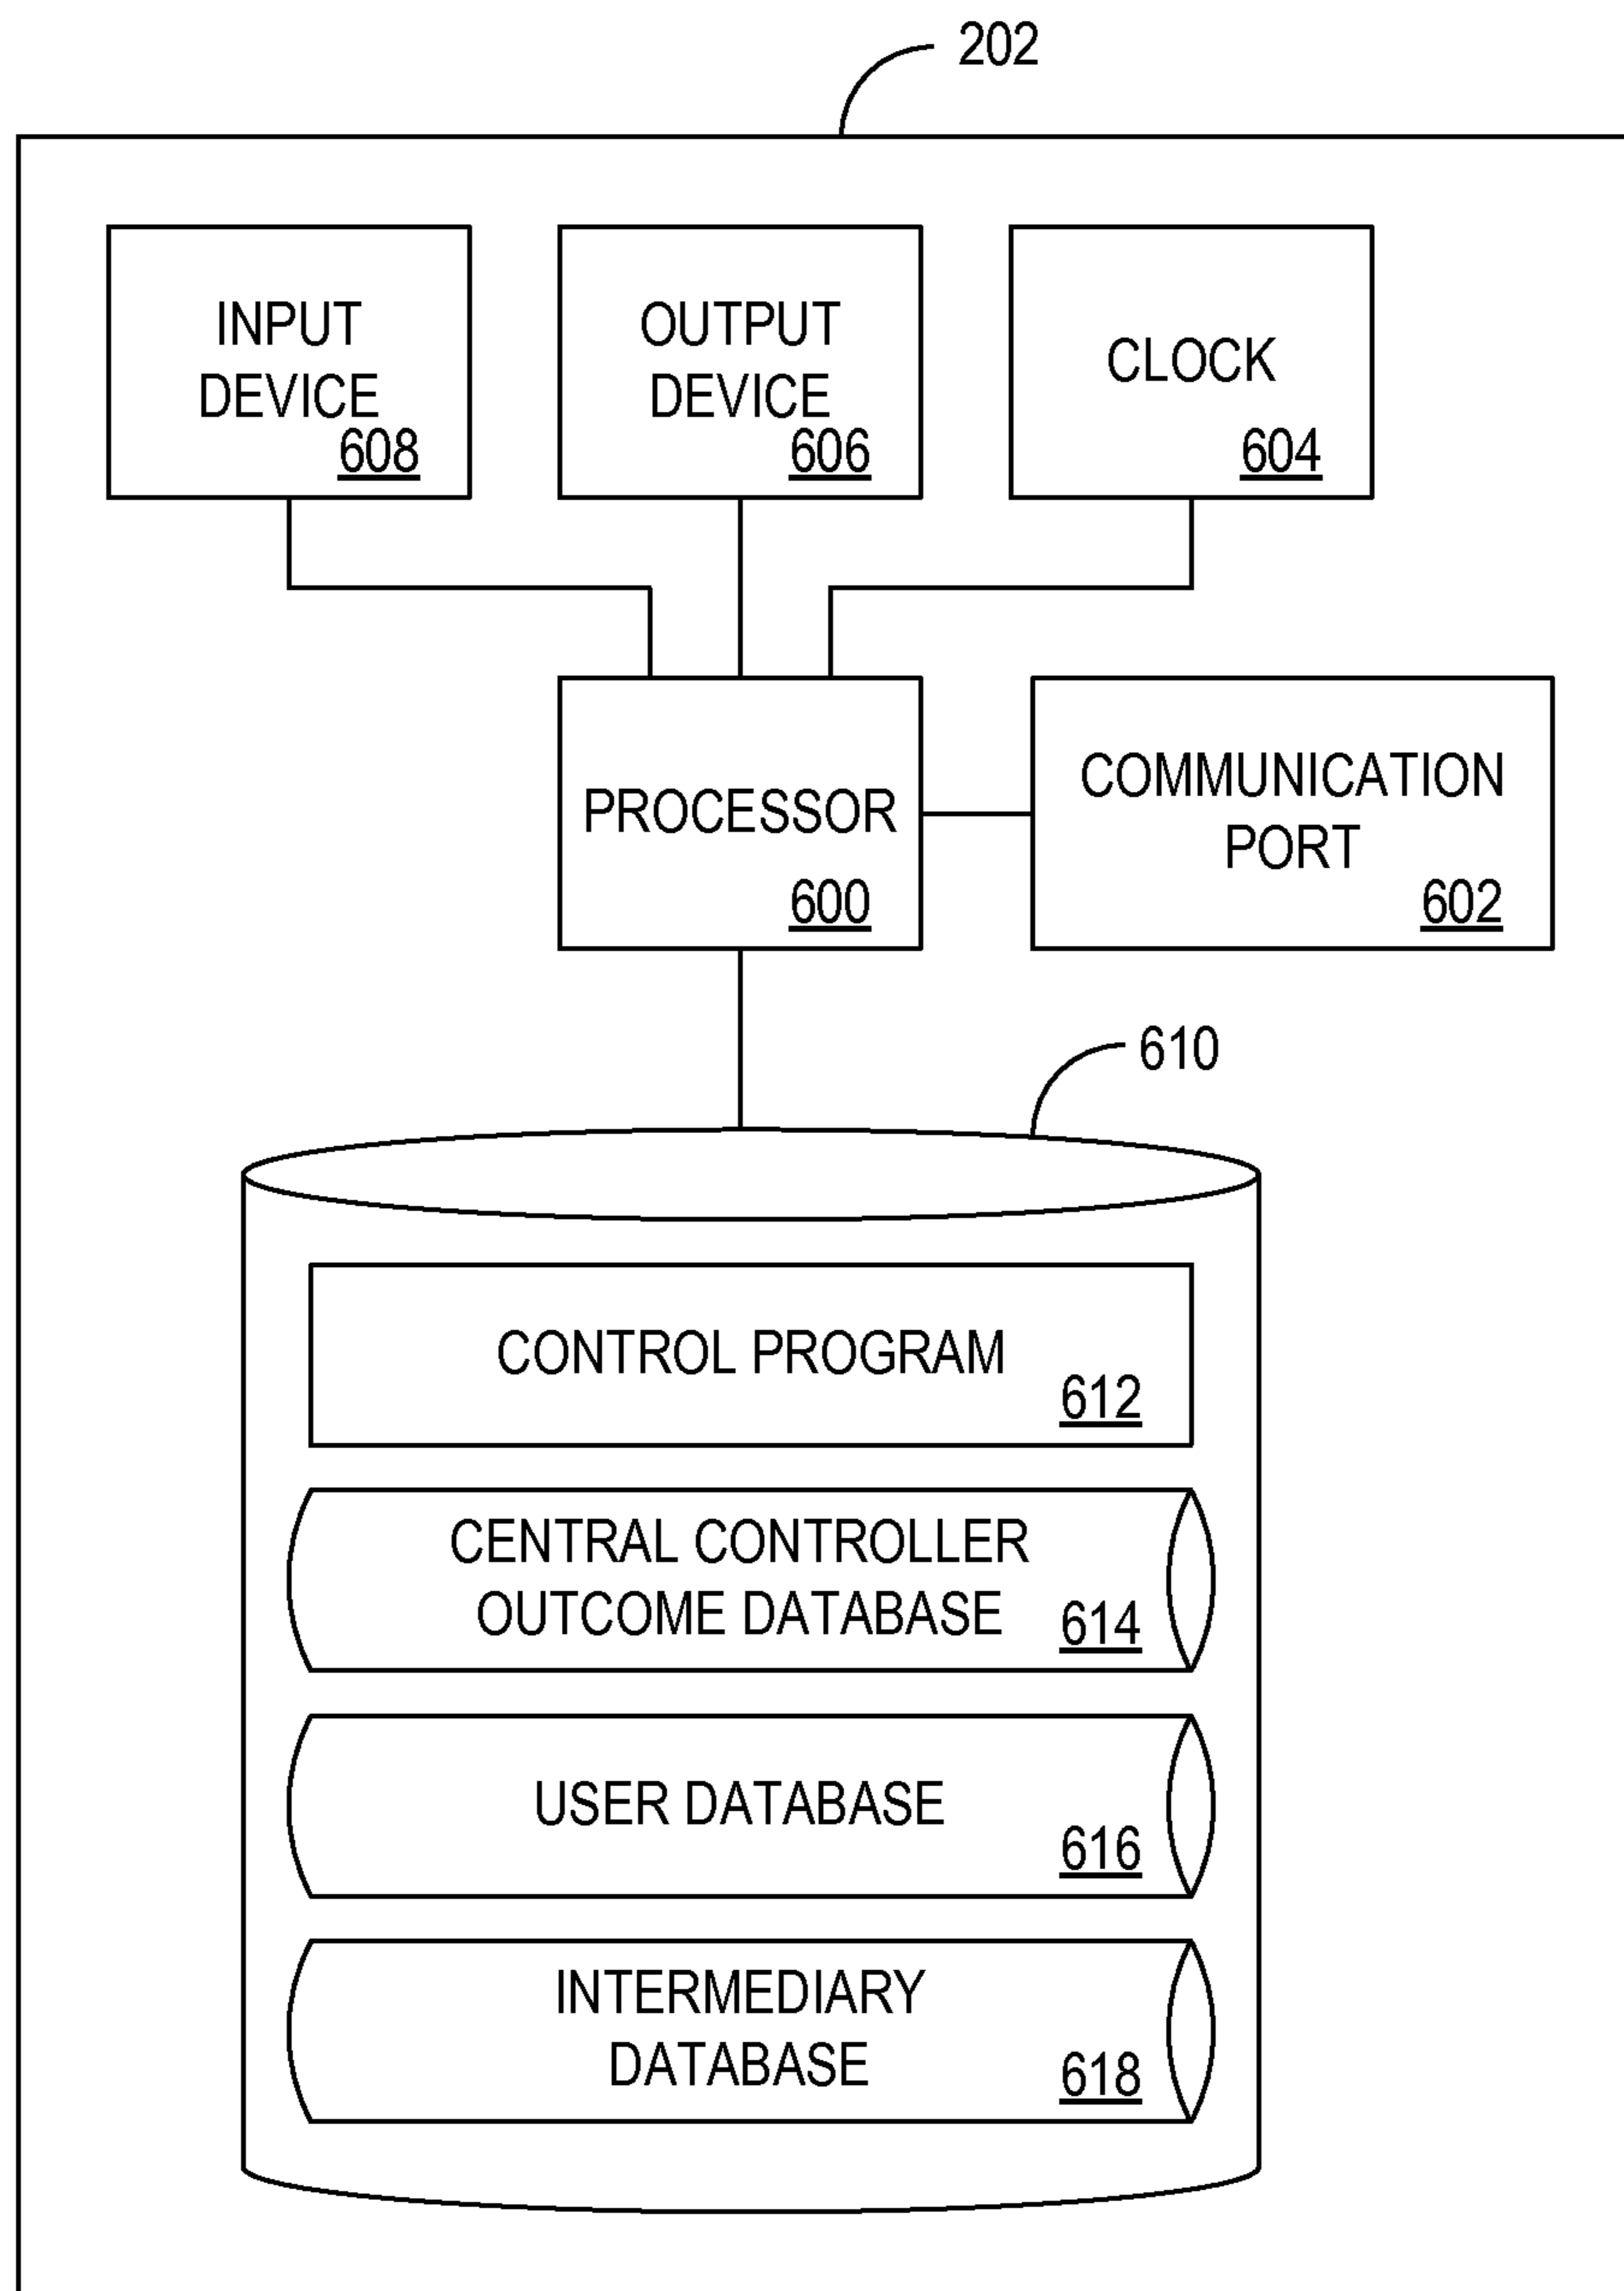 202
INPUT
DEVICE
608
OUTPUT
DEVICE
606
CLOCK
604
PROCESSOR
600
COMMUNICATION
PORT
602
610
CONTROL PROGRAM
612
CENTRAL CONTROLLER
OUTCOME DATABASE
614
USER DATABASE
616
INTERMEDIARY
DATABASE
618